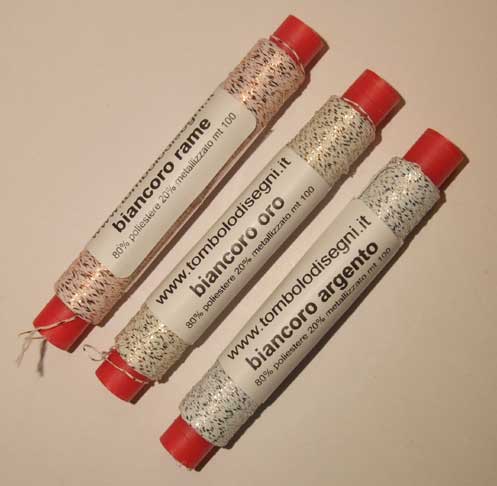 biancoro rame
80% poliestere 20% metallizzato mt 100
www.tombolodisegni.it
biancoro oro
80% poliestere 20% metallizzato mt 100
www.tombolodisegni.it
biancoro argento
80% poliestere 20% metallizzato mt 100